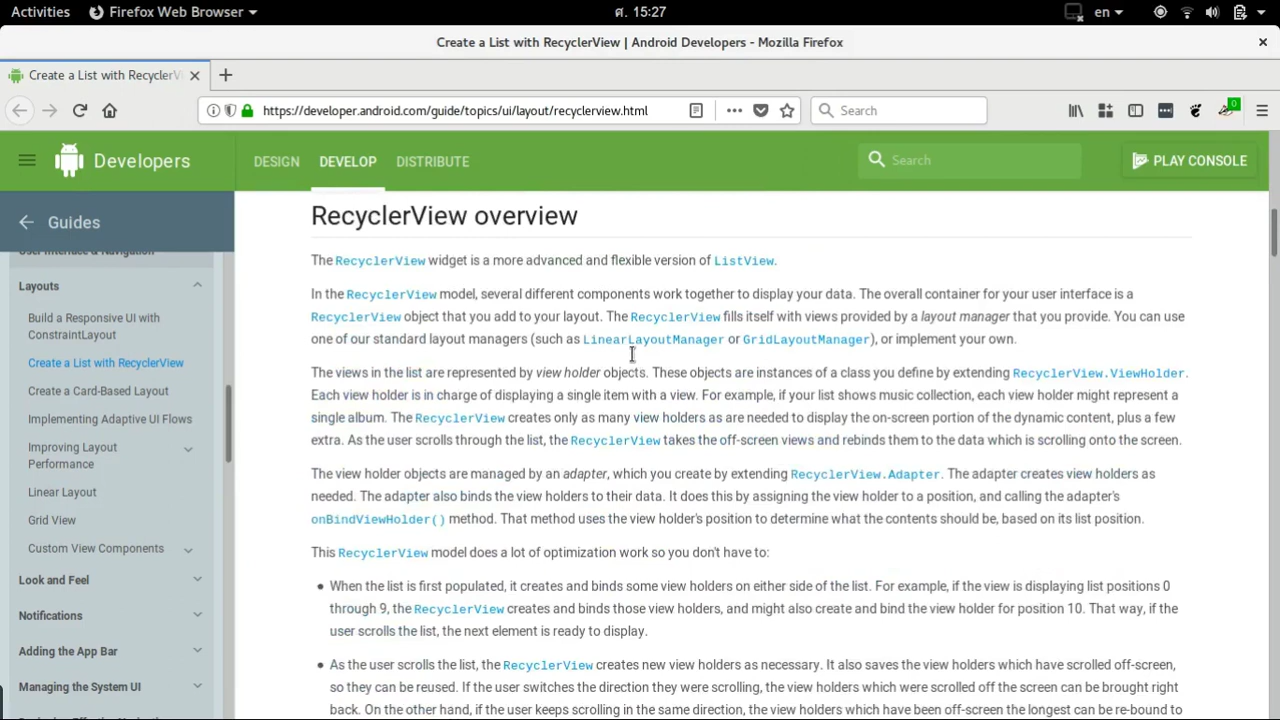 Activities Firefox Web Browser ศ. 15:27 en
Create a List with RecyclerView | Android Developers - Mozilla Firefox
Create a List with RecyclerVi
https://developer.android.com/guide/topics/ui/layout/recyclerview.html Search 0
Developers DESIGN DEVELOP DISTRIBUTE Search PLAY CONSOLE
Guides
User Interface & Navigation
Layouts
Build a Responsive UI with
ConstraintLayout
Create a List with RecyclerView
Create a Card-Based Layout
Implementing Adaptive UI Flows
Improving Layout
Performance
Linear Layout
Grid View
Custom View Components
Look and Feel
Notifications
Adding the App Bar
Managing the System UI
RecyclerView overview
The RecyclerView widget is a more advanced and flexible version of ListView.
In the RecyclerView model, several different components work together to display your data. The overall container for your user interface is a
RecyclerView object that you add to your layout. The RecyclerView fills itself with views provided by a layout manager that you provide. You can use
one of our standard layout managers (such as LinearLayoutManager or GridLayoutManager), or implement your own.
The views in the list are represented by view holder objects. These objects are instances of a class you define by extending RecyclerView.ViewHolder.
Each view holder is in charge of displaying a single item with a view. For example, if your list shows music collection, each view holder might represent a
single album. The RecyclerView creates only as many view holders as are needed to display the on-screen portion of the dynamic content, plus a few
extra. As the user scrolls through the list, the RecyclerView takes the off-screen views and rebinds them to the data which is scrolling onto the screen.
The view holder objects are managed by an adapter, which you create by extending RecyclerView.Adapter. The adapter creates view holders as
needed. The adapter also binds the view holders to their data. It does this by assigning the view holder to a position, and calling the adapter's
onBindViewHolder() method. That method uses the view holder's position to determine what the contents should be, based on its list position.
This RecyclerView model does a lot of optimization work so you don't have to:
• When the list is first populated, it creates and binds some view holders on either side of the list. For example, if the view is displaying list positions 0
through 9, the RecyclerView creates and binds those view holders, and might also create and bind the view holder for position 10. That way, if the
user scrolls the list, the next element is ready to display.
• As the user scrolls the list, the RecyclerView creates new view holders as necessary. It also saves the view holders which have scrolled off-screen,
so they can be reused. If the user switches the direction they were scrolling, the view holders which were scrolled off the screen can be brought right
back. On the other hand, if the user keeps scrolling in the same direction, the view holders which have been off-screen the longest can be re-bound to